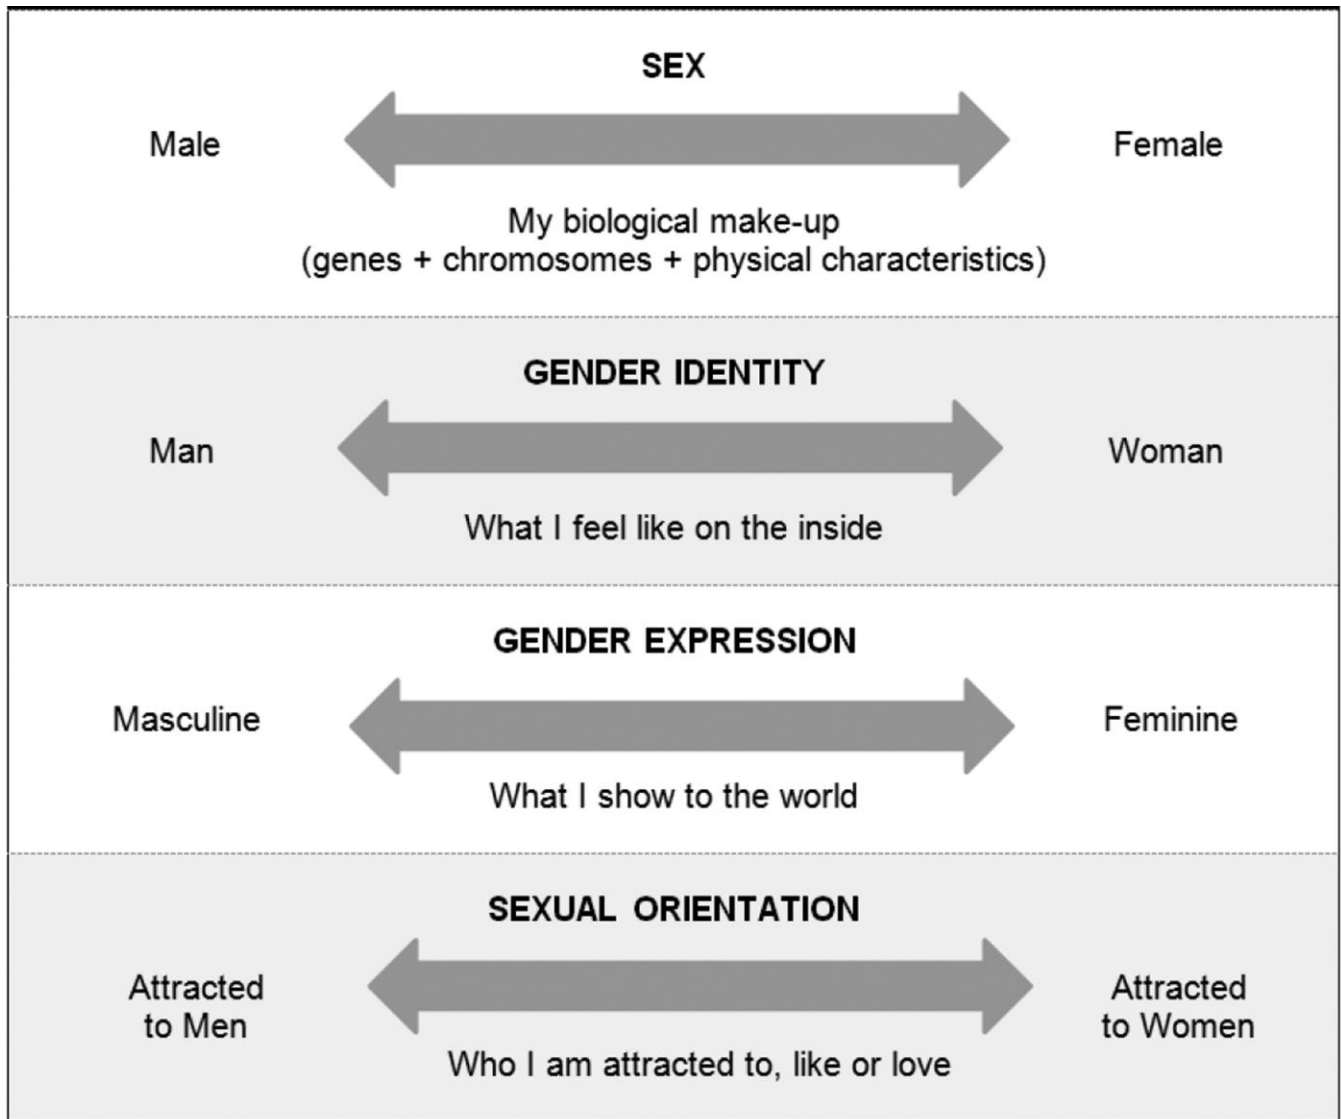 SEX
Male
Female
My biological make-up
(genes + chromosomes + physical characteristics)
GENDER IDENTITY
Man
Woman
What I feel like on the inside
GENDER EXPRESSION
Masculine
Feminine
What I show to the world
SEXUAL ORIENTATION
Attracted
to Men
Attracted
to Women
Who I am attracted to, like or love